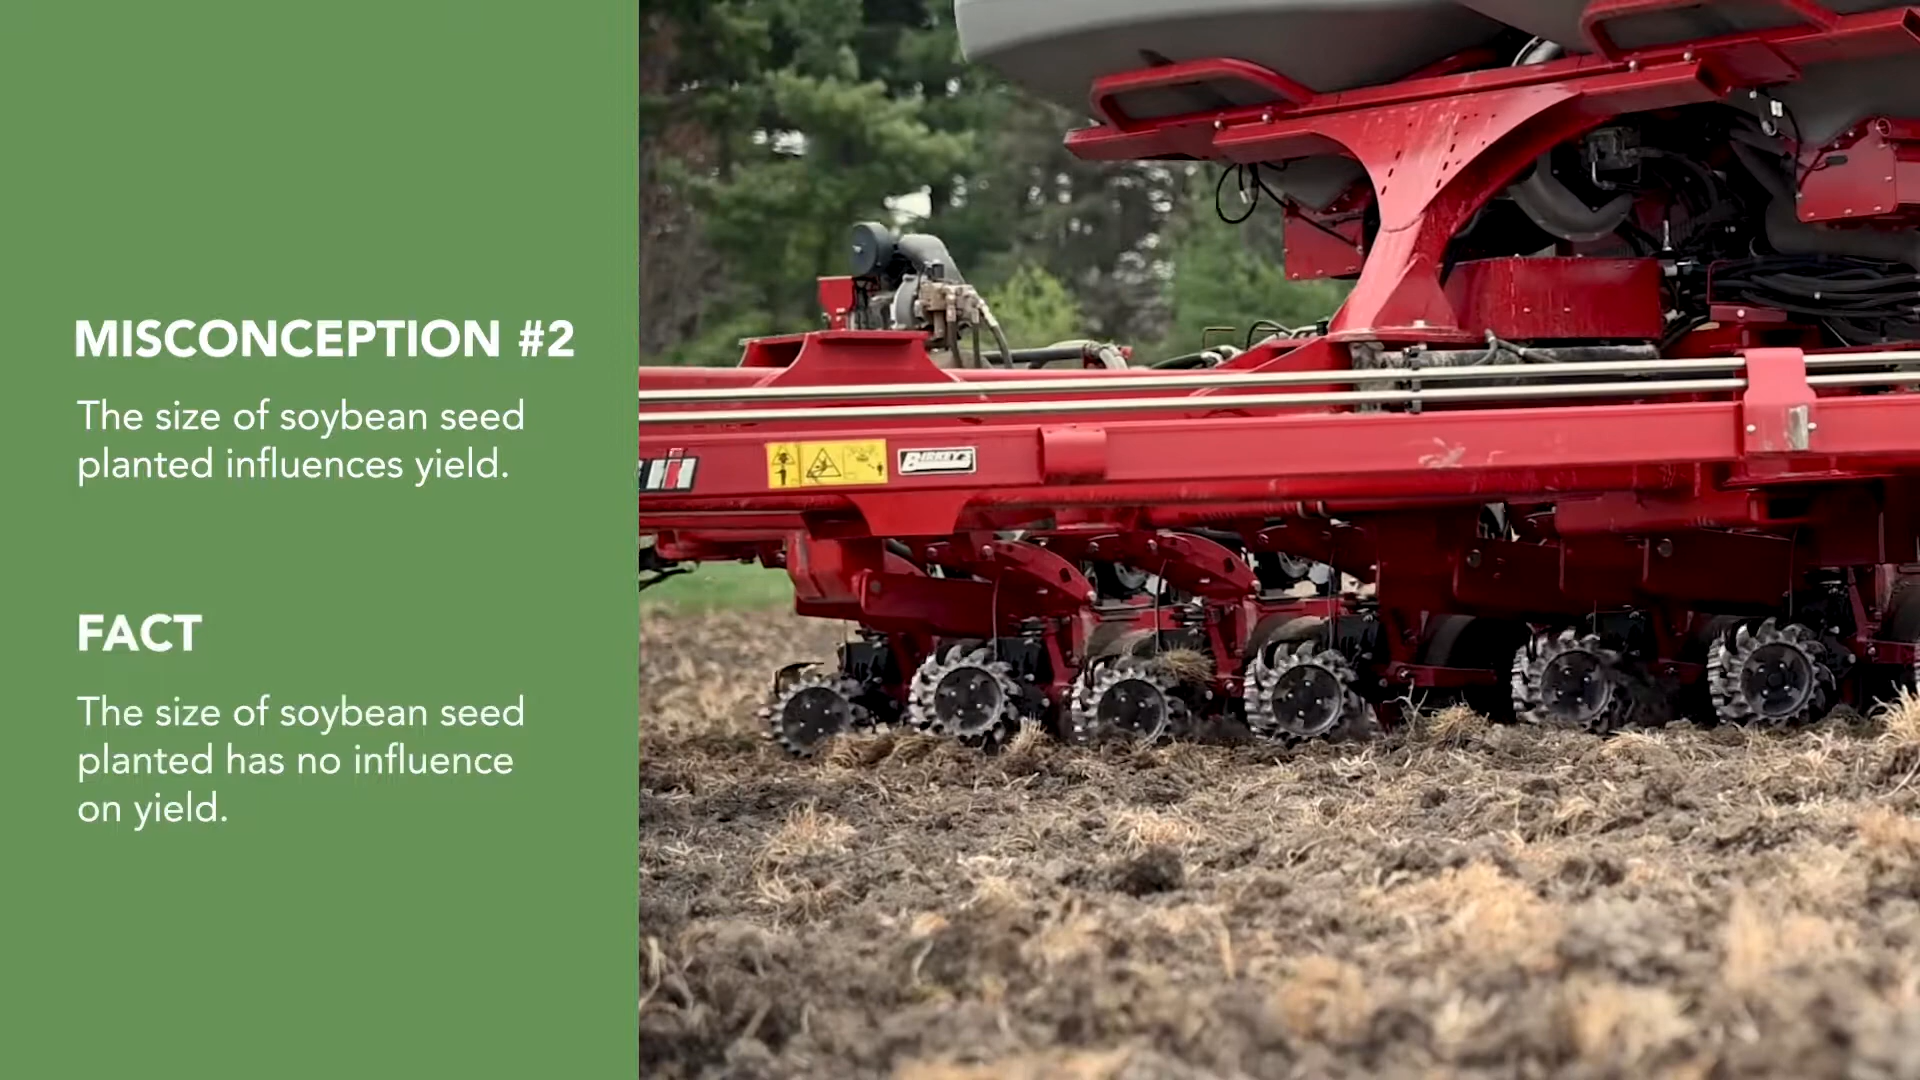 MISCONCEPTION #2
The size of soybean seed
planted influences yield.
FACT
The size of soybean seed
planted has no influence
on yield.
BIRKEY'S